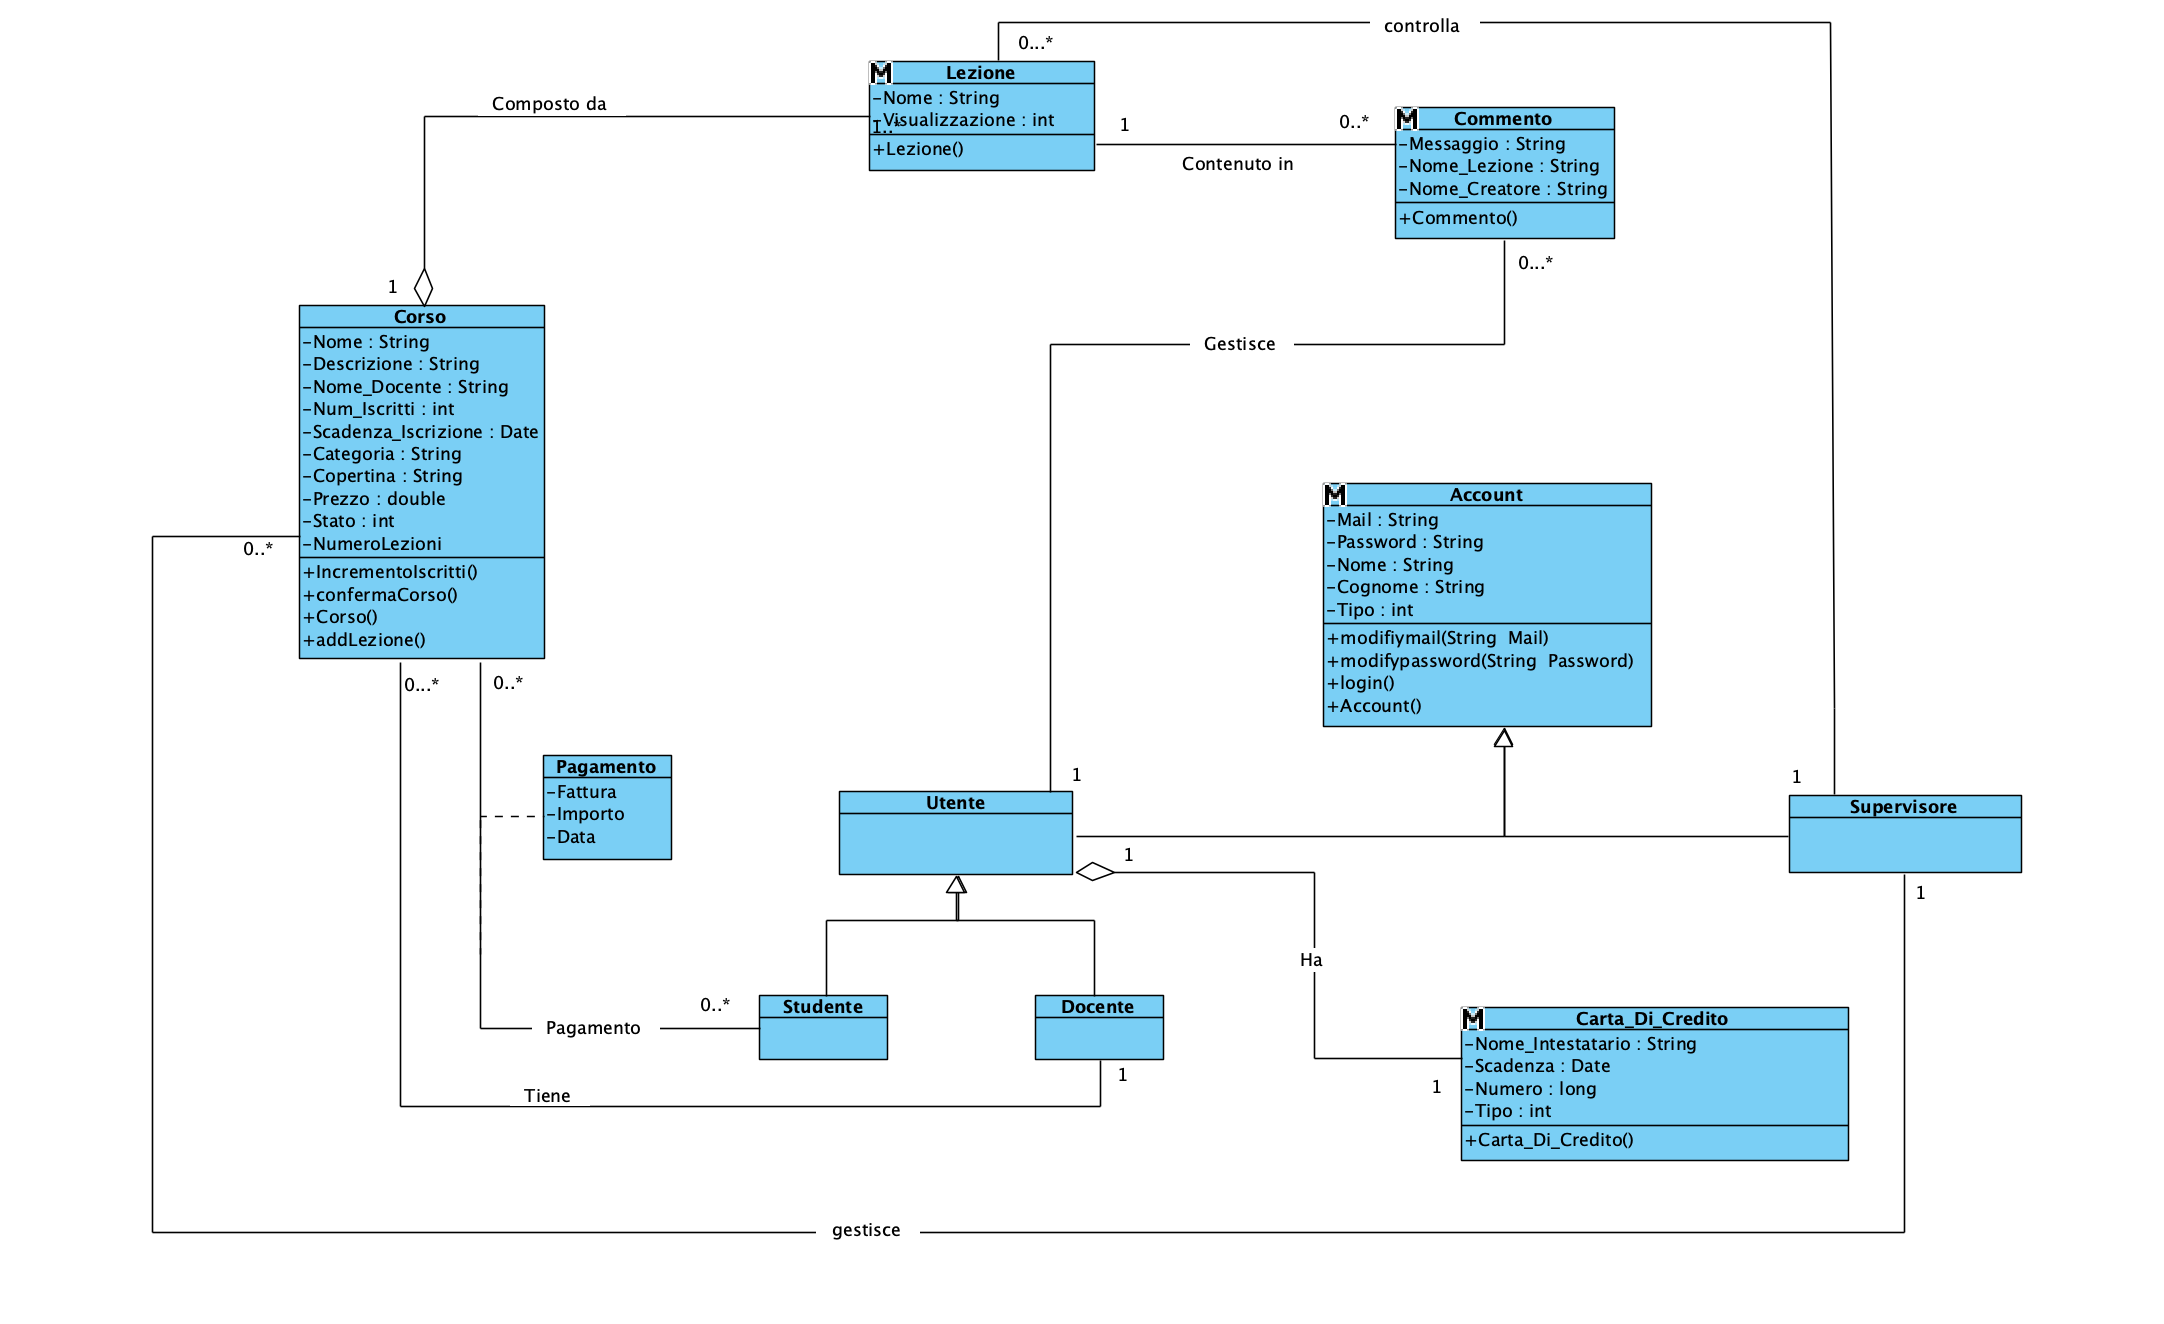 controlla
0...*
M
Lezione
-Nome : String
-Visualizzazione : int
1..*
+Lezione()
Composto da
1
0..*
Contenuto in
M
Commento
-Messaggio : String
-Nome_Lezione : String
-Nome_Creatore : String
+Commento()
0...*
1
Corso
-Nome : String
-Descrizione : String
-Nome_Docente : String
-Num_Iscritti : int
-Scadenza_Iscrizione : Date
-Categoria : String
-Copertina : String
-Prezzo : double
-Stato : int
-NumeroLezioni
+IncrementoIscritti()
+confermaCorso()
+Corso()
+addLezione()
Gestisce
0..*
M
Account
-Mail : String
-Password : String
-Nome : String
-Cognome : String
-Tipo : int
+modifiymail(String Mail)
+modifypassword(String Password)
+login()
+Account()
0...*
0..*
Pagamento
-Fattura
-Importo
-Data
1
Utente
1
Supervisore
1
1
Ha
0..*
Studente
Docente
Pagamento
1
Tiene
M
Carta_Di_Credito
-Nome_Intestatario : String
-Scadenza : Date
-Numero : long
-Tipo : int
+Carta_Di_Credito()
1
gestisce